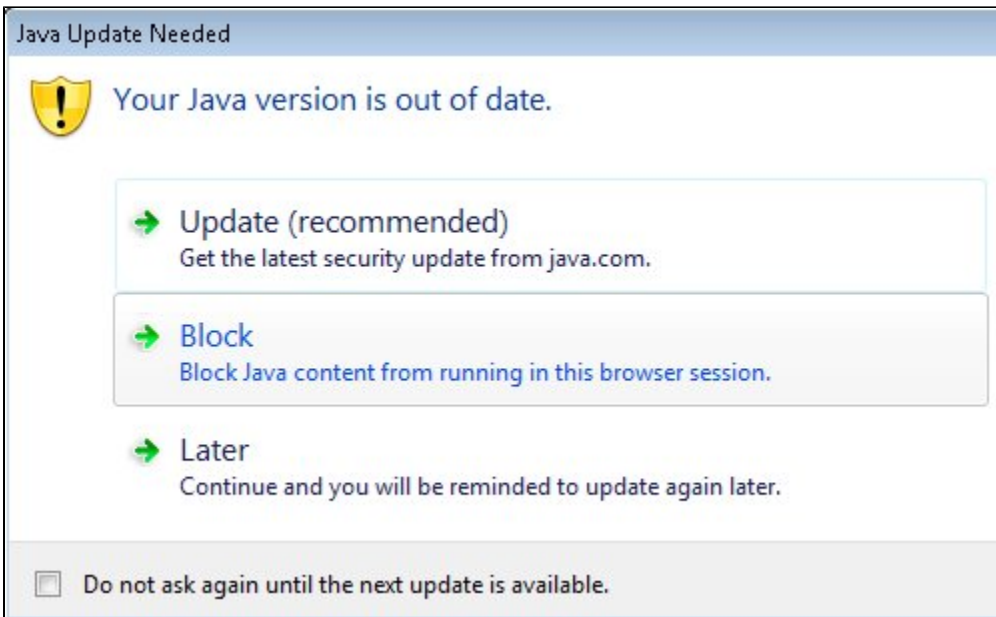 Java Update Needed
Your Java version is out of date.
Update (recommended)
Get the latest security update from java.com.
Block
Block Java content from running in this browser session.
Later
Continue and you will be reminded to update again later.
Do not ask again until the next update is available.